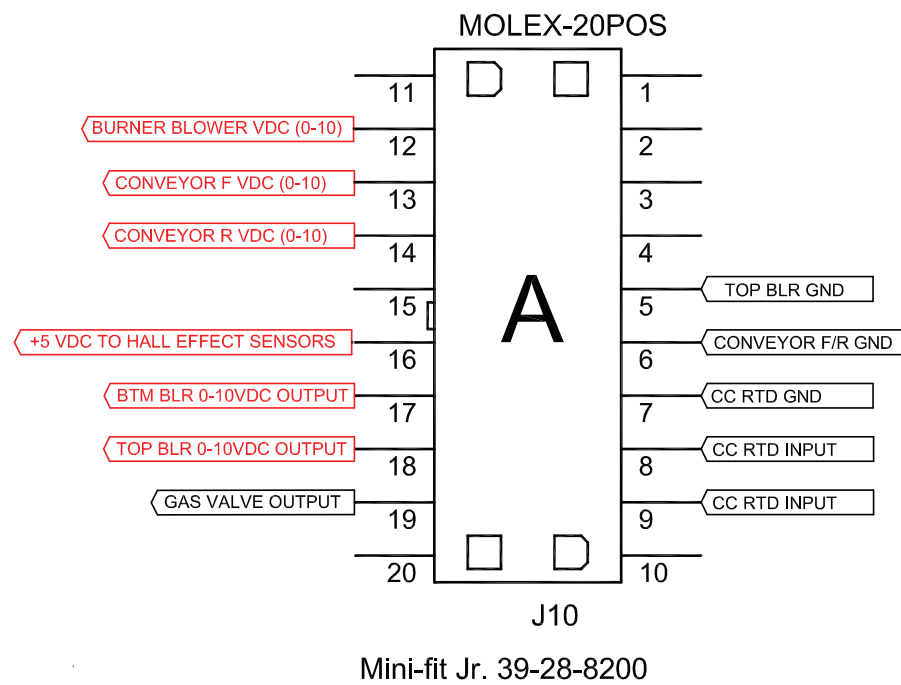 MOLEX-20POS
11
1
BURNER BLOWER VDC (0-10)
12
2
CONVEYOR F VDC (0-10)
13
3
CONVEYOR R VDC (0-10)
14
4
15
5
TOP BLR GND
A
+5 VDC TO HALL EFFECT SENSORS
16
6
CONVEYOR F/R GND
BTM BLR 0-10VDC OUTPUT
17
7
CC RTD GND
TOP BLR 0-10VDC OUTPUT
18
8
CC RTD INPUT
GAS VALVE OUTPUT
19
9
CC RTD INPUT
20
10
J10
Mini-fit Jr. 39-28-8200